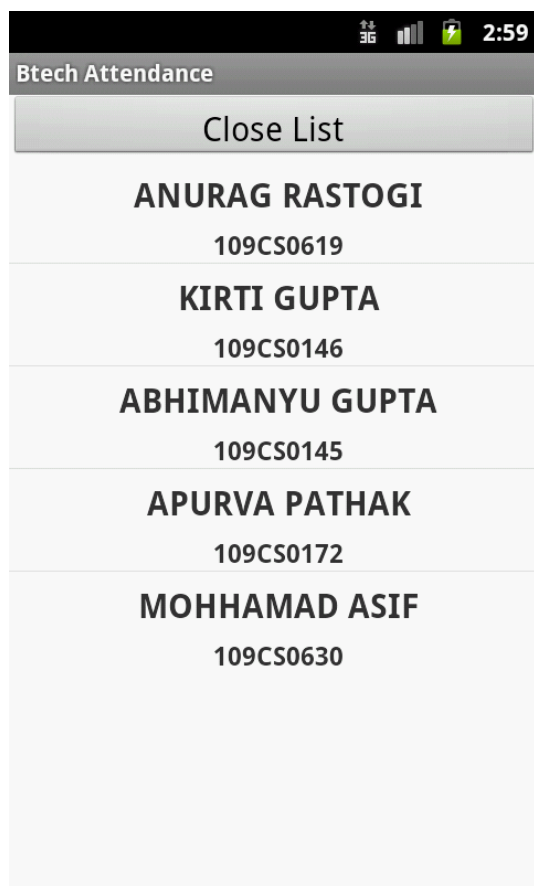 3G 2:59
Btech Attendance
Close List
ANURAG RASTOGI
109CS0619
KIRTI GUPTA
109CS0146
ABHIMANYU GUPTA
109CS0145
APURVA PATHAK
109CS0172
MOHHAMAD ASIF
109CS0630